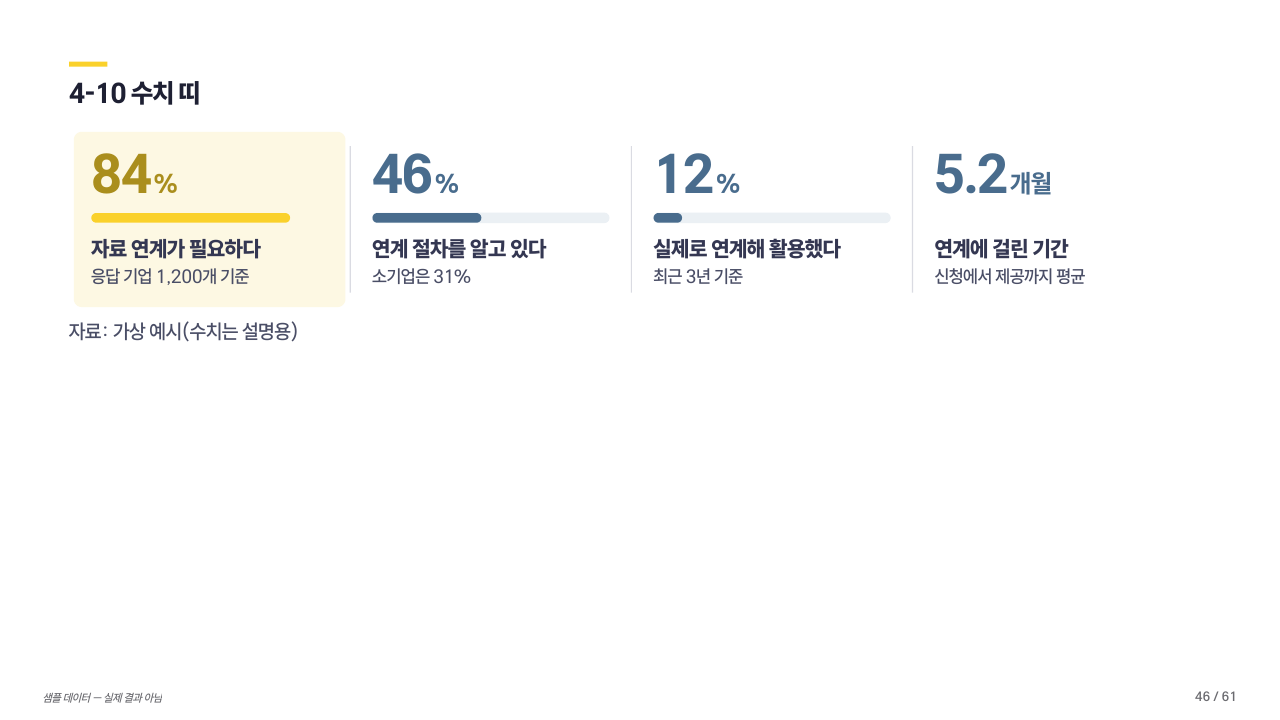 4-10 수치 띠
84%
자료 연계가 필요하다
응답 기업 1,200개 기준
46%
연계 절차를 알고 있다
소기업은 31%
12%
실제로 연계해 활용했다
최근 3년 기준
5.2개월
연계에 걸린 기간
신청에서 제공까지 평균
자료: 가상 예시(수치는 설명용)
샘플 데이터 — 실제 결과 아님
46 / 61